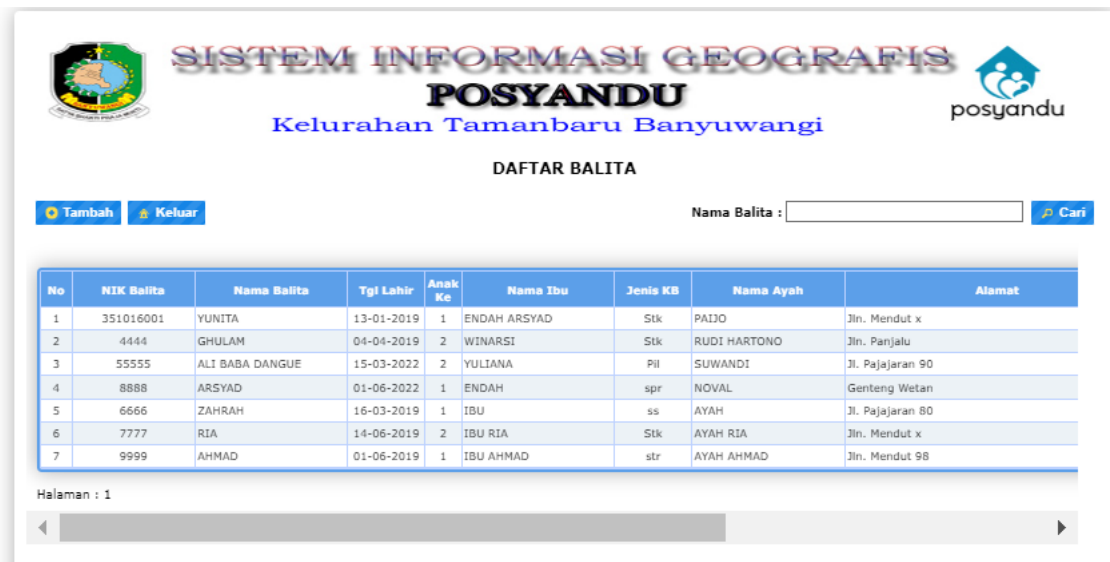 SISTEM INFORMASI GEOGRAFIS
POSYANDU
Kelurahan Tamanbaru Banyuwangi
posyandu
DAFTAR BALITA
Tambah Keluar Nama Balita : Cari
No NIK Balita Nama Balita Tgl Lahir Anak Ke Nama Ibu Jenis KB Nama Ayah Alamat
1 351016001 YUNITA 13-01-2019 1 ENDAH ARSYAD Stk PAIJO Jln. Mendut x
2 4444 GHULAM 04-04-2019 2 WINARSI Stk RUDI HARTONO Jln. Panjalu
3 55555 ALI BABA DANGUE 15-03-2022 2 YULIANA Pil SUWANDI Jl. Pajajaran 90
4 8888 ARSYAD 01-06-2022 1 ENDAH spr NOVAL Genteng Wetan
5 6666 ZAHRAH 16-03-2019 1 IBU ss AYAH Jl. Pajajaran 80
6 7777 RIA 14-06-2019 2 IBU RIA Stk AYAH RIA Jln. Mendut x
7 9999 AHMAD 01-06-2019 1 IBU AHMAD str AYAH AHMAD Jln. Mendut 98
Halaman : 1